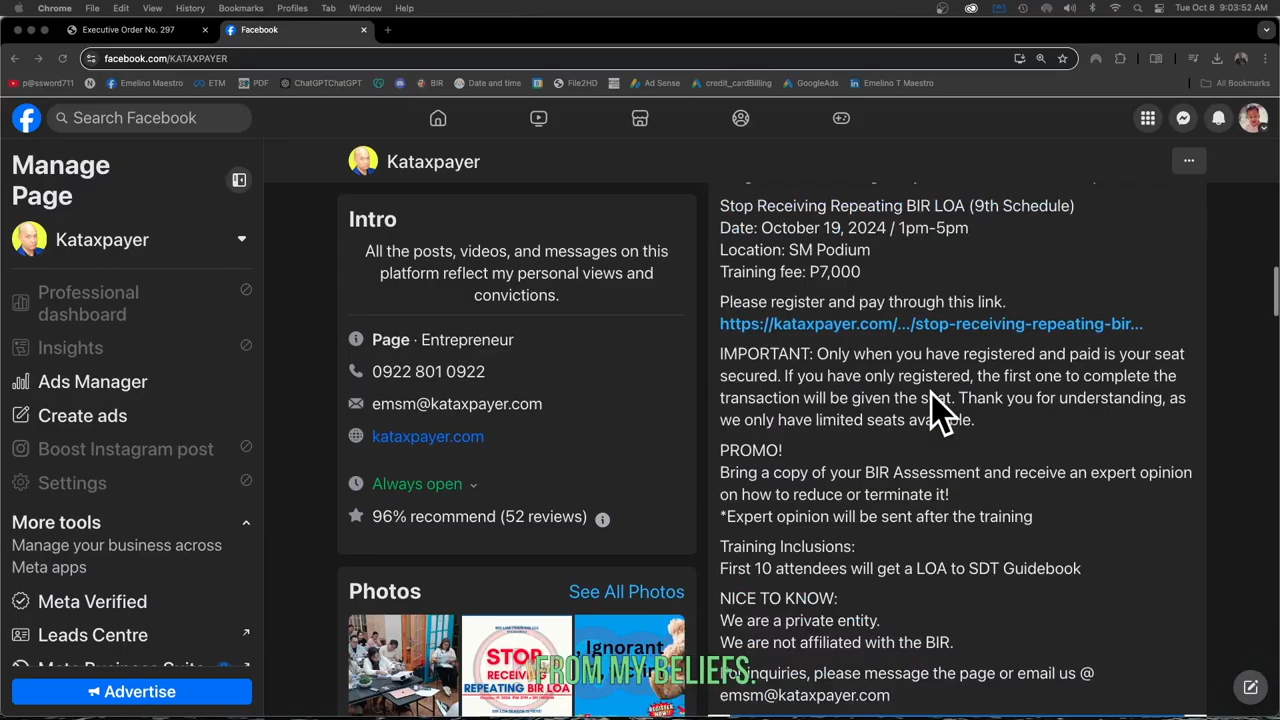 Chrome File Edit View History Bookmarks Profiles Tab Window Help Tue Oct 8 9:03:52 AM
Executive Order No. 297 Facebook
facebook.com/KATAXPAYER
p@ssword711 Emelino Maestro ETM PDF ChatGPTChatGPT BIR Date and time File2HD Ad Sense credit_cardBilling GoogleAds Emelino T Maestro All Bookmarks
Search Facebook
Manage
Page
Kataxpayer
Professional
dashboard
Insights
Ads Manager
Create ads
Boost Instagram post
Settings
More tools
Manage your business across
Meta apps
Meta Verified
Leads Centre
Meta Business Suite
Advertise
Kataxpayer
Intro
All the posts, videos, and messages on this
platform reflect my personal views and
convictions.
Page · Entrepreneur
0922 801 0922
emsm@kataxpayer.com
kataxpayer.com
Always open
96% recommend (52 reviews)
Photos
See All Photos
STOP
RECEIVING
REPEATING BIR LOA
, Ignorant
Stop Receiving Repeating BIR LOA (9th Schedule)
Date: October 19, 2024 / 1pm-5pm
Location: SM Podium
Training fee: P7,000
Please register and pay through this link.
https://kataxpayer.com/.../stop-receiving-repeating-bir...
IMPORTANT: Only when you have registered and paid is your seat
secured. If you have only registered, the first one to complete the
transaction will be given the seat. Thank you for understanding, as
we only have limited seats available.
PROMO!
Bring a copy of your BIR Assessment and receive an expert opinion
on how to reduce or terminate it!
*Expert opinion will be sent after the training
Training Inclusions:
First 10 attendees will get a LOA to SDT Guidebook
NICE TO KNOW:
We are a private entity.
We are not affiliated with the BIR.
inquiries, please message the page or email us @
emsm@kataxpayer.com
FROM MY BELIEFS.